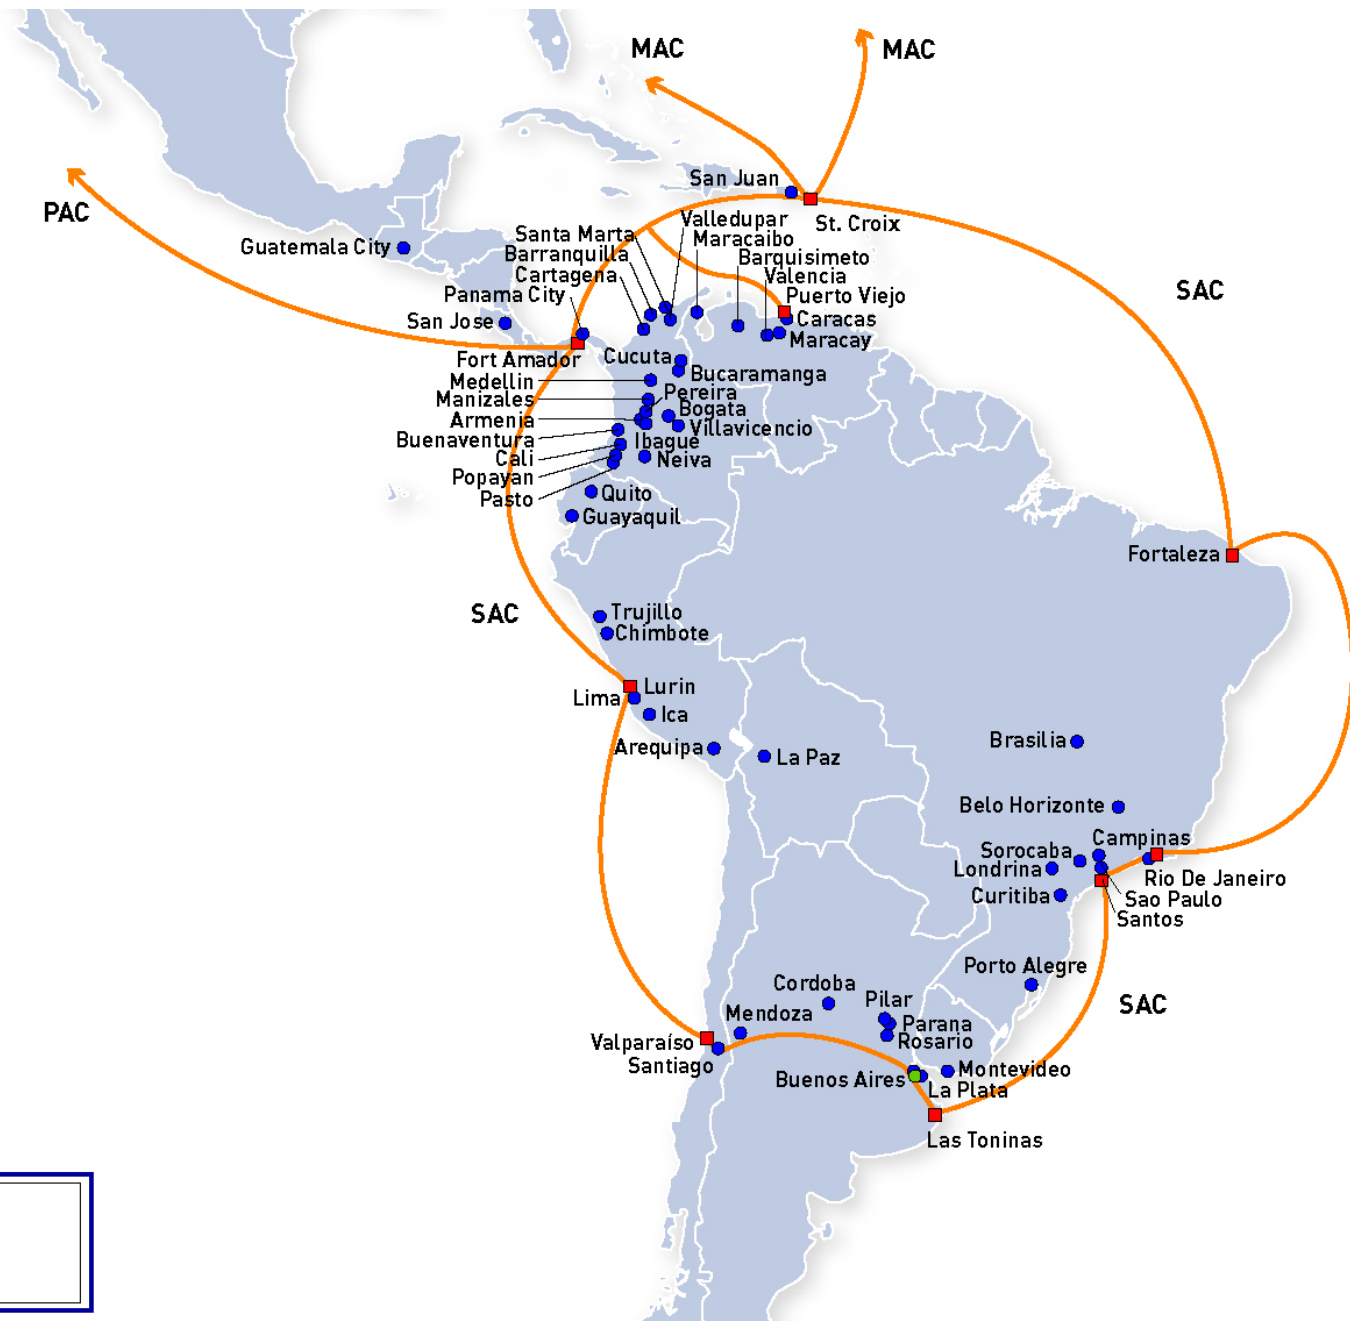 MAC
MAC
San Juan
PAC
St. Croix
Valledupar
Santa Marta
Maracaibo
Guatemala City
Barranquilla
Barquisimeto
Cartagena
Valencia
SAC
Panama City
Puerto Viejo
San Jose
Caracas
Maracay
Fort Amador
Cucuta
Bucaramanga
Medellin
Pereira
Manizales
Bogata
Armenia
Villavicencio
Buenaventura
Ibague
Cali
Neiva
Popayan
Pasto
Quito
Guayaquil
Fortaleza
SAC
Trujillo
Chimbote
Lurin
Lima
Ica
Arequipa
La Paz
Brasilia
Belo Horizonte
Campinas
Sorocaba
Londrina
Rio De Janeiro
Curitiba
Sao Paulo
Santos
Porto Alegre
Cordoba
Pilar
SAC
Mendoza
Parana
Rosario
Valparaíso
Santiago
Buenos Aires
Montevideo
La Plata
Las Toninas